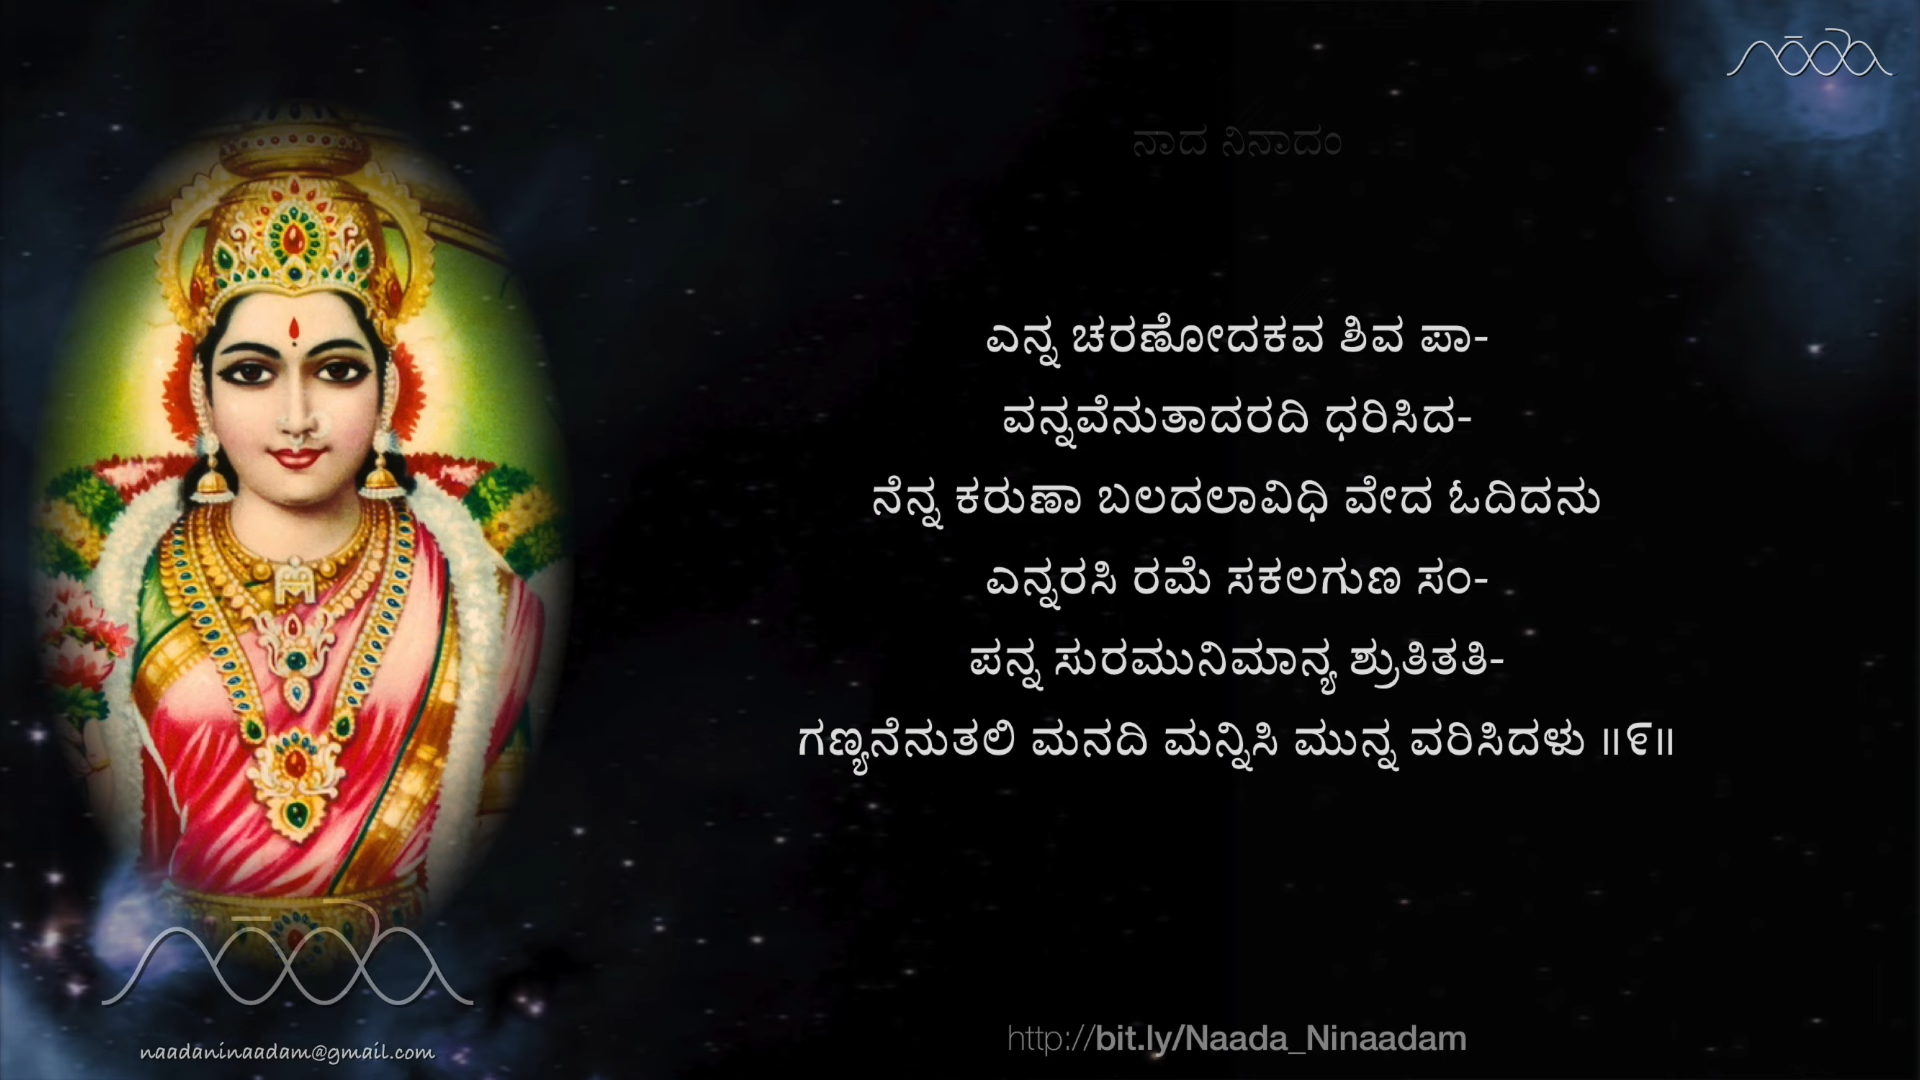 ನಾದ ನಿನಾದಂ
ಎನ್ನ ಚರಣೋದಕವ ಶಿವ ಪಾ-
ವನ್ನವೆನುತಾದರದಿ ಧರಿಸಿದ-
ನೆನ್ನ ಕರುಣಾ ಬಲದಲಾವಿಧಿ ವೇದ ಓದಿದನು
ಎನ್ನರಸಿ ರಮೆ ಸಕಲಗುಣ ಸಂ-
ಪನ್ನ ಸುರಮುನಿಮಾನ್ಯ ಶ್ರುತಿತತಿ-
ಗಣ್ಯನೆನುತಲಿ ಮನದಿ ಮನ್ನಿಸಿ ಮುನ್ನ ವರಿಸಿದಳು ॥೯॥
naadaninaadam@gmail.com
http://bit.ly/Naada_Ninaadam